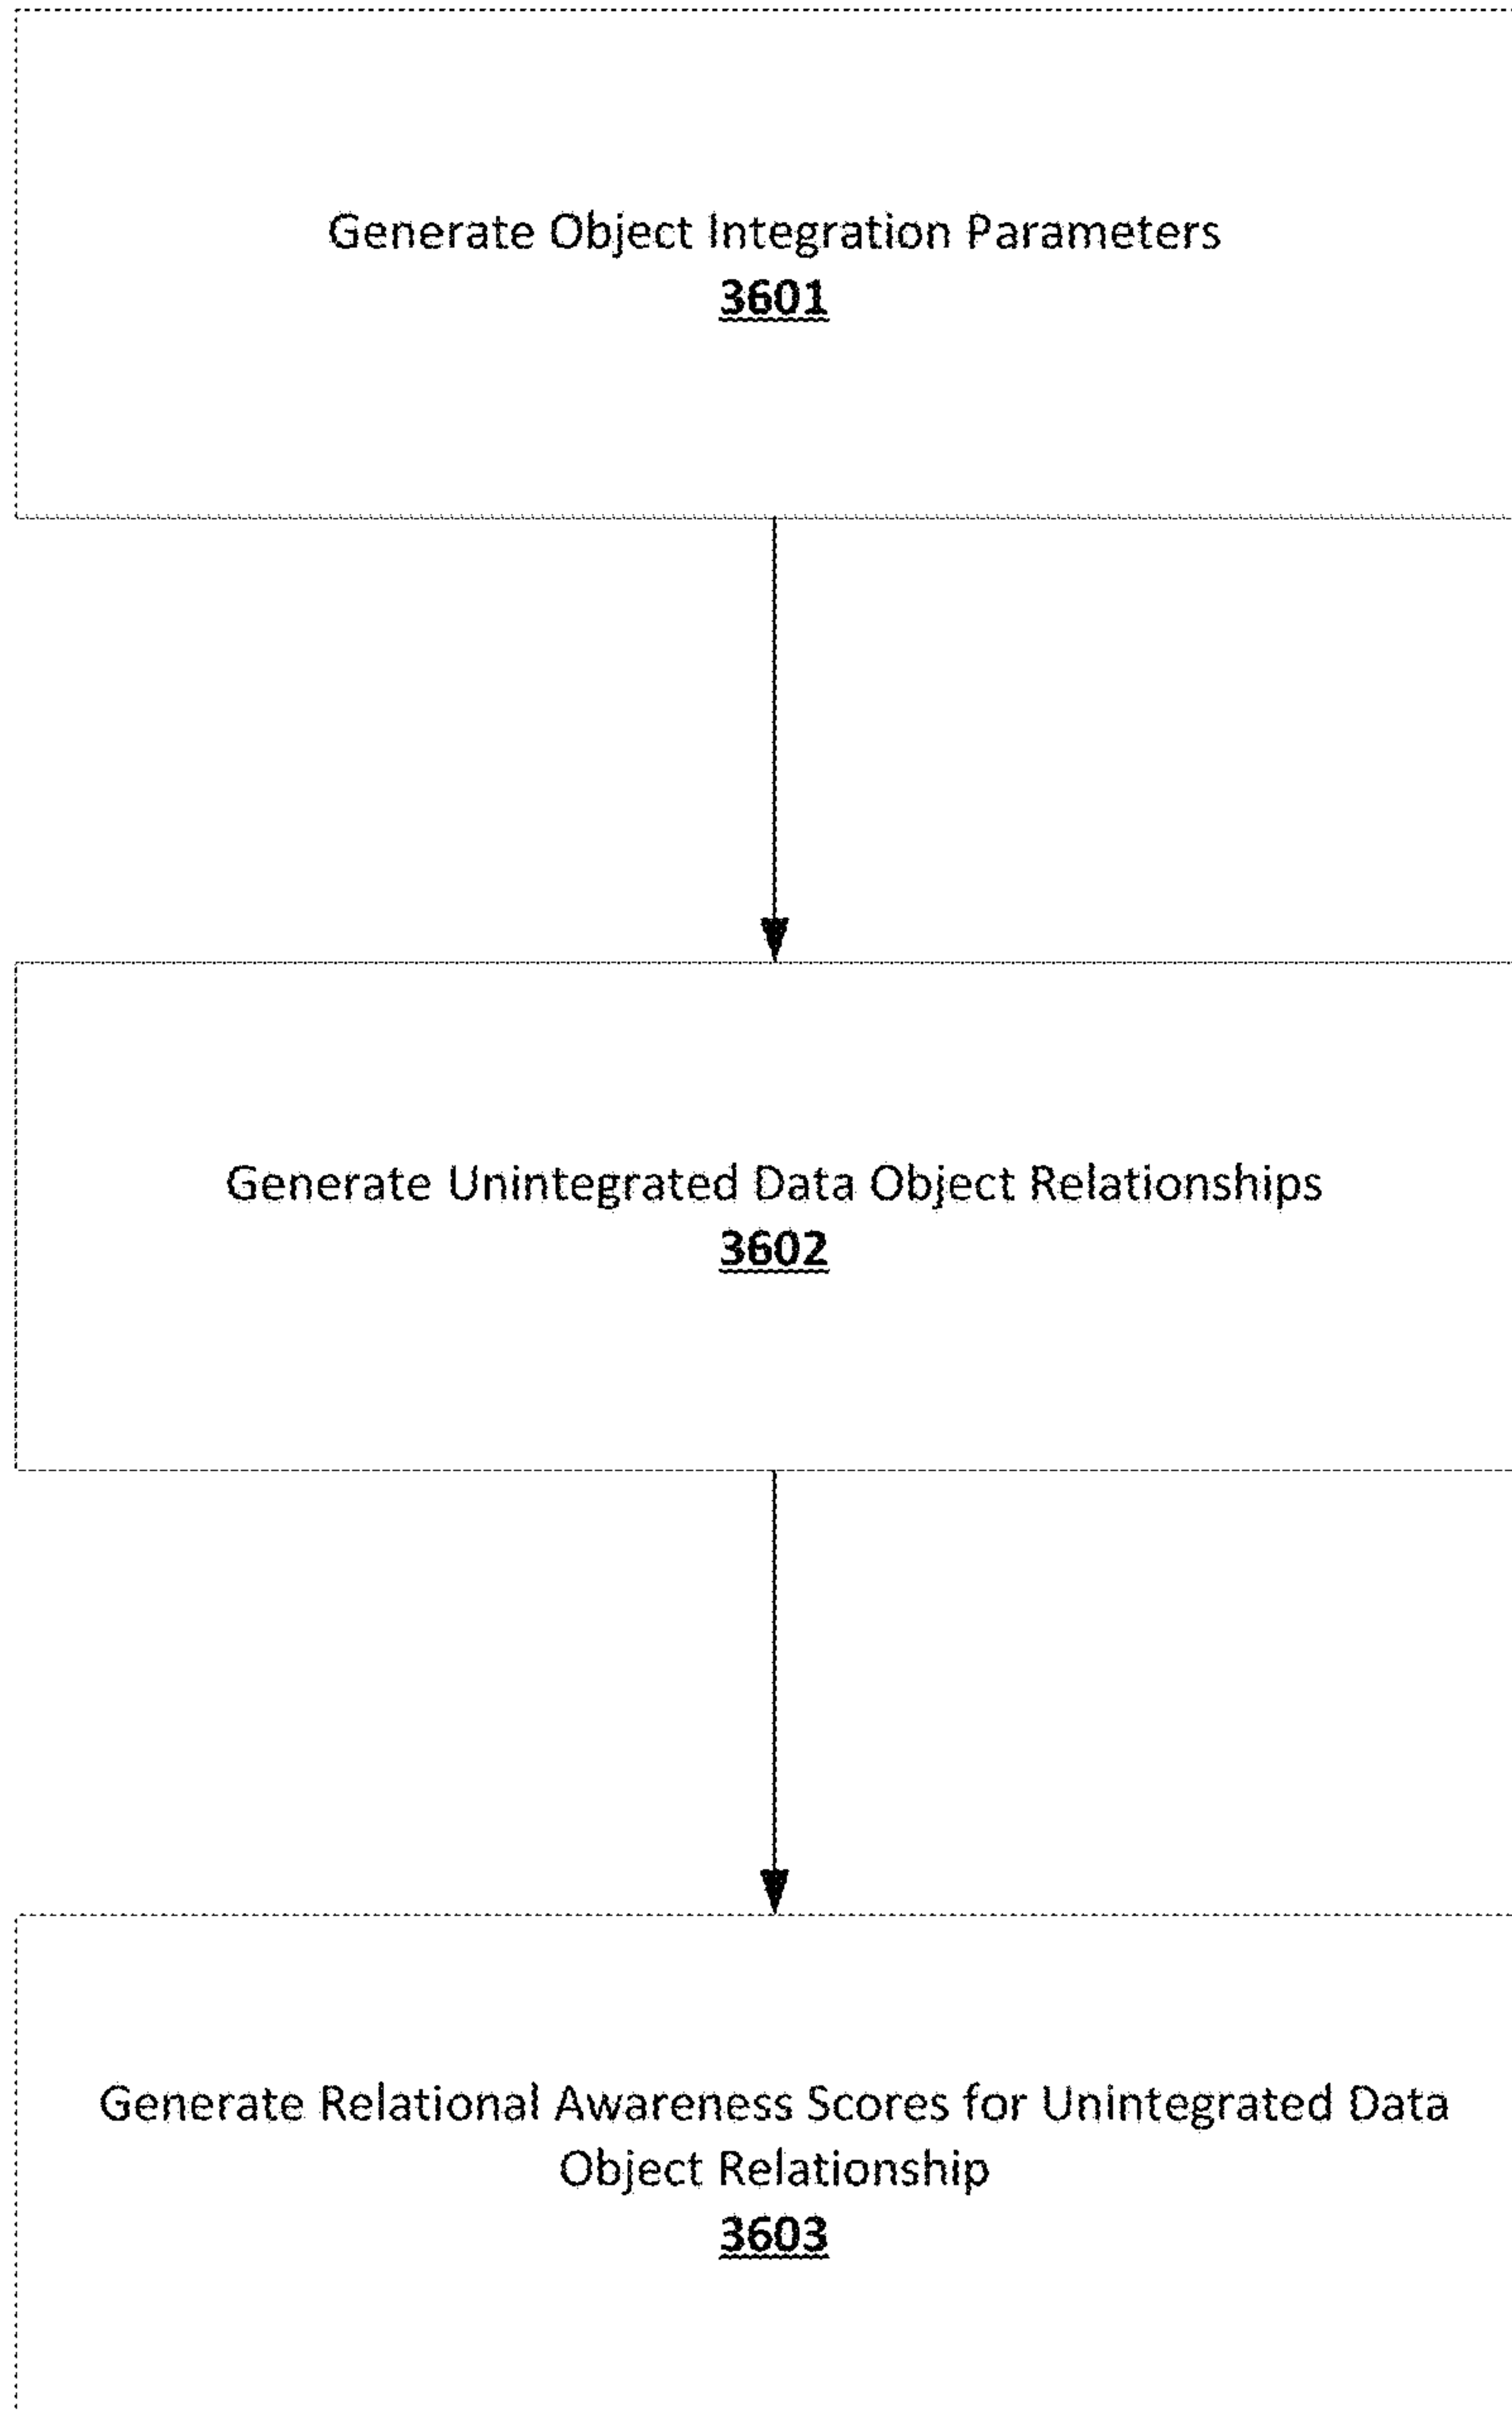 Generate Object Integration Parameters
3601
Generate Unintegrated Data Object Relationships
3602
Generate Relational Awareness Scores for Unintegrated Data
Object Relationship
3603